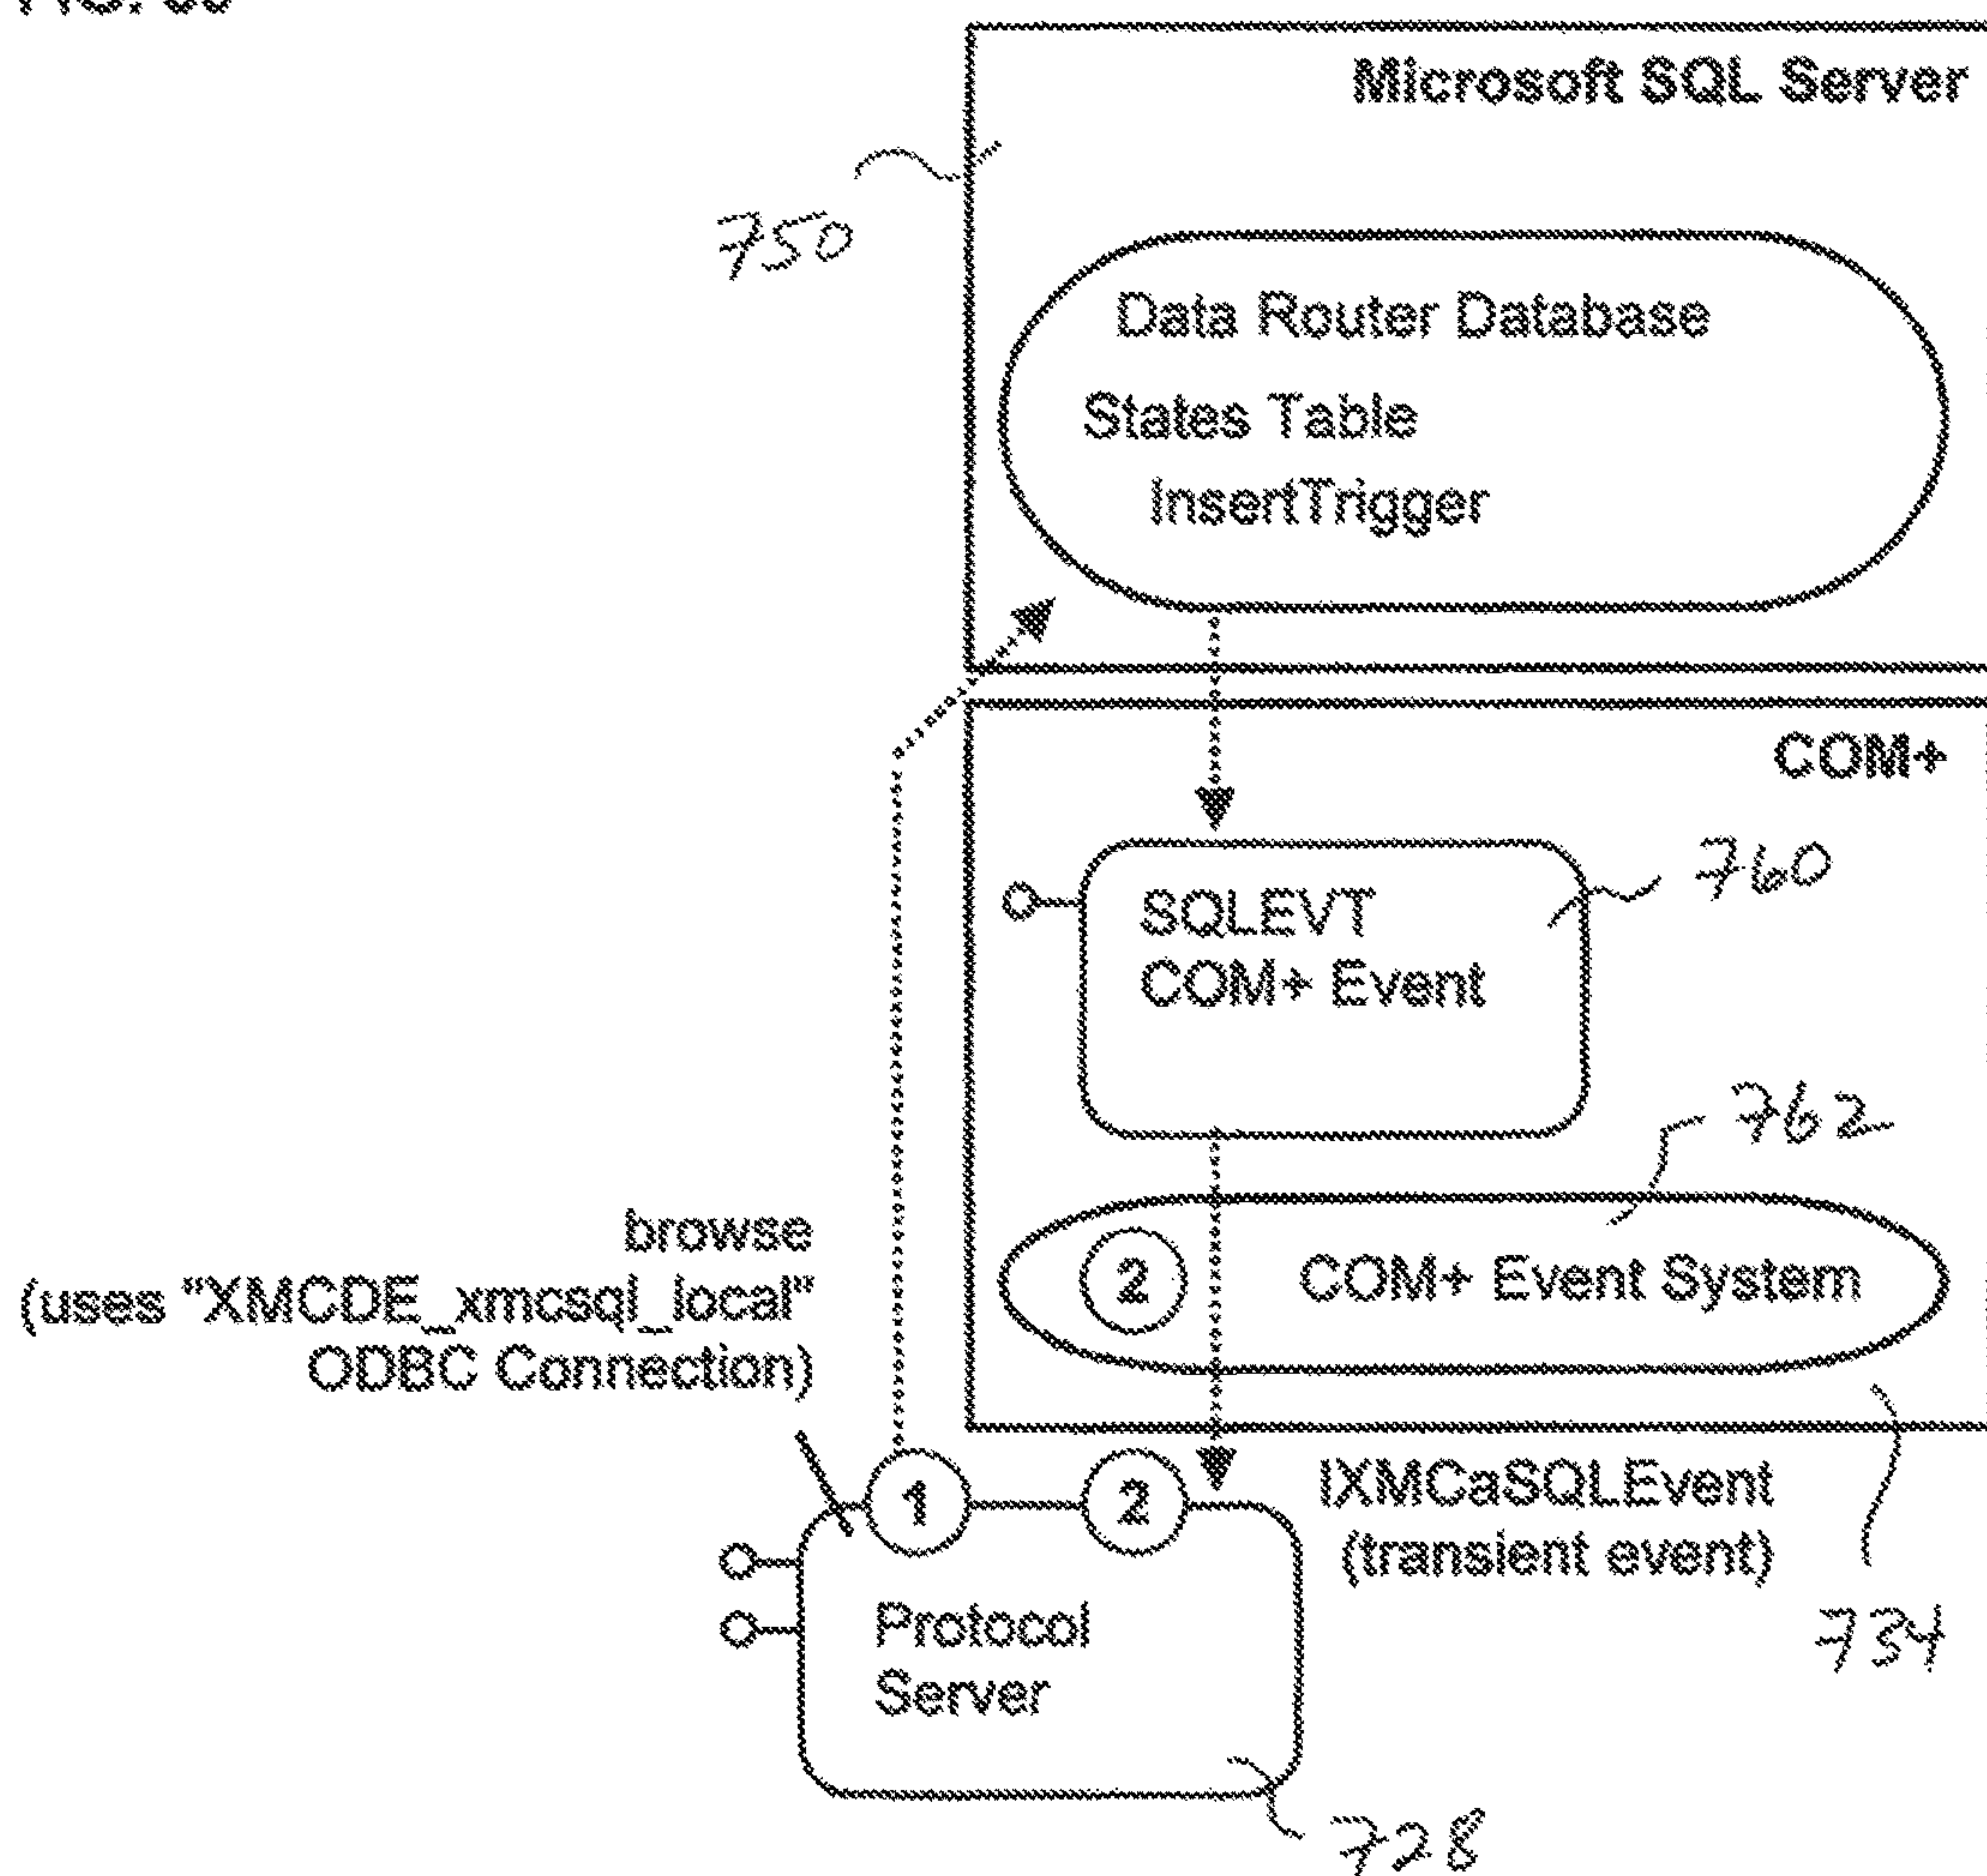 Microsoft SQL Server
750
Data Router Database
States Table
InsertTrigger
COM+
760
SQLEVT
COM+ Event
762
browse
(uses "XMCDE_xmcsql_local"
ODBC Connection)
2
COM+ Event System
1
2
IXMCaSQLEvent
(transient event)
734
Protocol
Server
728